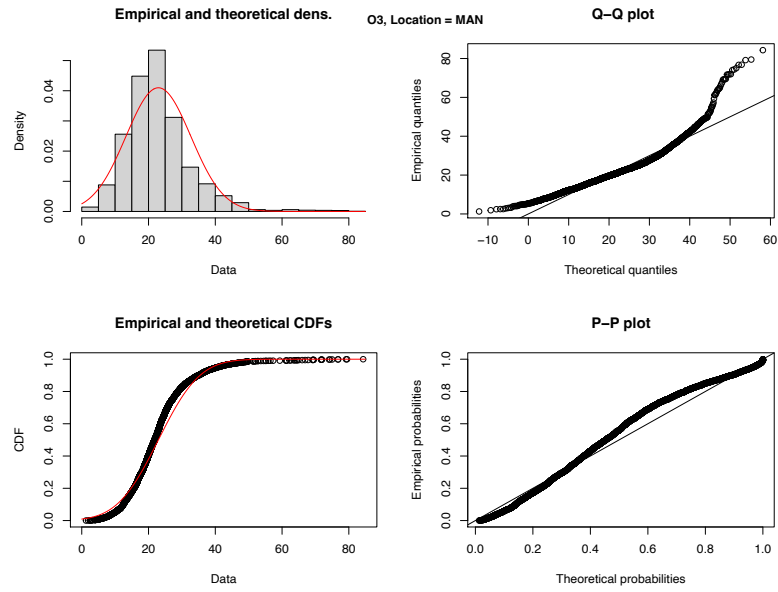 O3, Location = MAN
Empirical and theoretical dens.
Density
0.00
0.02
0.04
0 20 40 60 80
Data
Q−Q plot
Empirical quantiles
0
20
40
60
80
−10 0 10 20 30 40 50 60
Theoretical quantiles
Empirical and theoretical CDFs
CDF
0.0
0.2
0.4
0.6
0.8
1.0
0 20 40 60 80
Data
P−P plot
Empirical probabilities
0.0
0.2
0.4
0.6
0.8
1.0
0.0 0.2 0.4 0.6 0.8 1.0
Theoretical probabilities